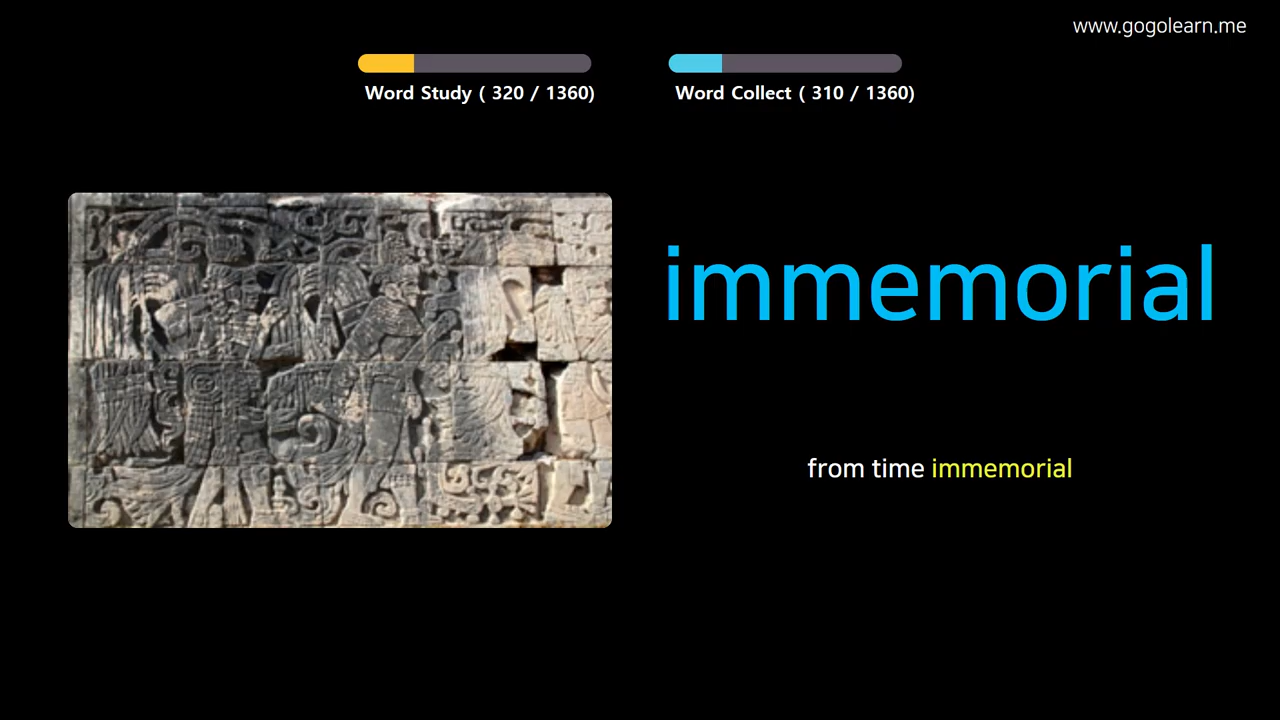 www.gogolearn.me
Word Study ( 320 / 1360)
Word Collect ( 310 / 1360)
immemorial
from time immemorial